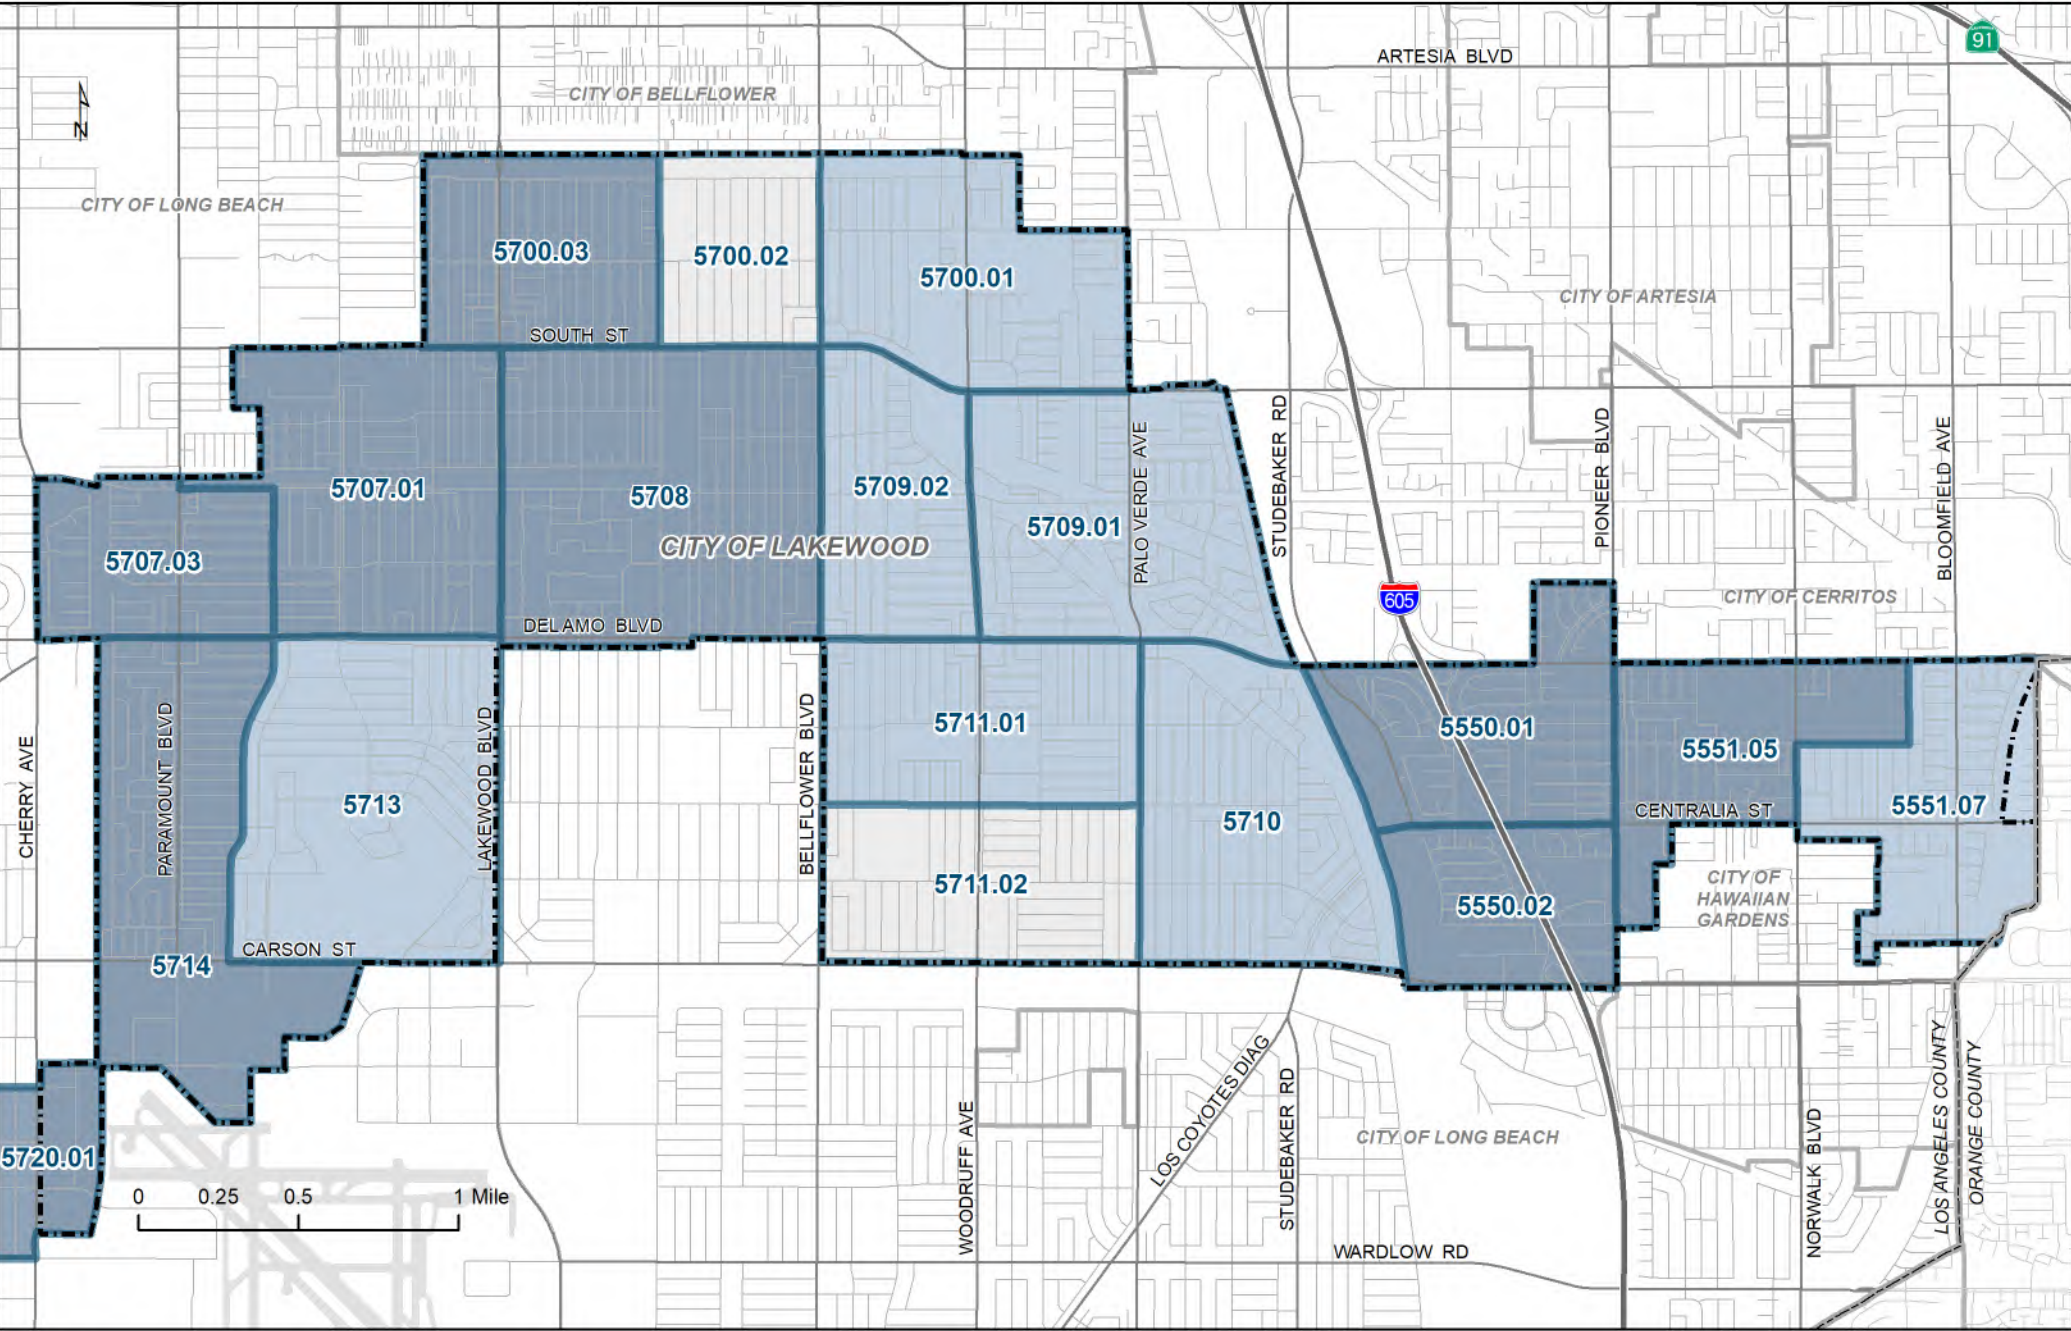 91
ARTESIA BLVD
CITY OF BELLFLOWER
N
CITY OF LONG BEACH
5700.03
5700.02
5700.01
CITY OF ARTESIA
SOUTH ST
STUDEBAKER RD
PIONEER BLVD
BLOOMFIELD AVE
PALO VERDE AVE
5707.01
5708
5709.02
5709.01
CITY OF LAKEWOOD
5707.03
605
CITY OF CERRITOS
DEL AMO BLVD
CHERRY AVE
PARAMOUNT BLVD
LAKEWOOD BLVD
BELLFLOWER BLVD
5711.01
5550.01
5551.05
5713
5710
CENTRALIA ST
5551.07
5711.02
5550.02
CITY OF
HAWAIIAN
GARDENS
CARSON ST
5714
5720.01
0 0.25 0.5 1 Mile
WOODRUFF AVE
LOS COYOTES DIAG
STUDEBAKER RD
CITY OF LONG BEACH
NORWALK BLVD
LOS ANGELES COUNTY
ORANGE COUNTY
WARDLOW RD